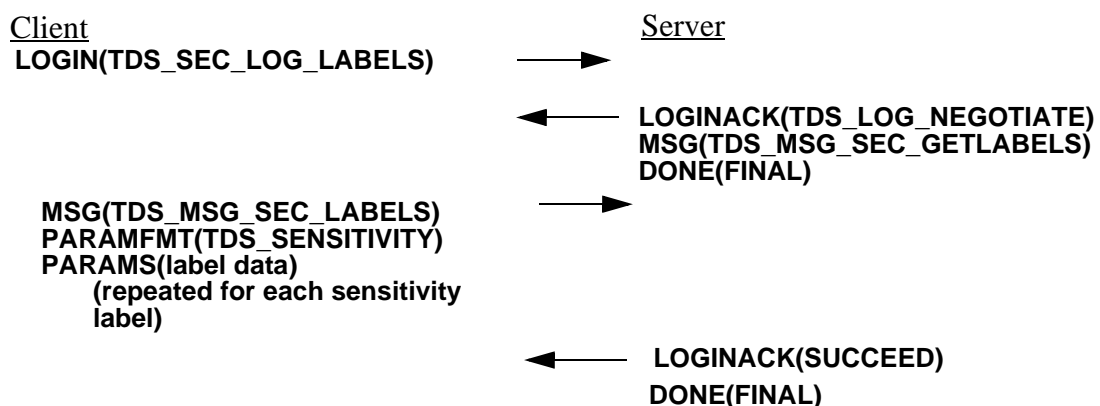 Client
Server
LOGIN(TDS_SEC_LOG_LABELS)
LOGINACK(TDS_LOG_NEGOTIATE)
MSG(TDS_MSG_SEC_GETLABELS)
DONE(FINAL)
MSG(TDS_MSG_SEC_LABELS)
PARAMFMT(TDS_SENSITIVITY)
PARAMS(label data)
(repeated for each sensitivity
label)
LOGINACK(SUCCEED)
DONE(FINAL)